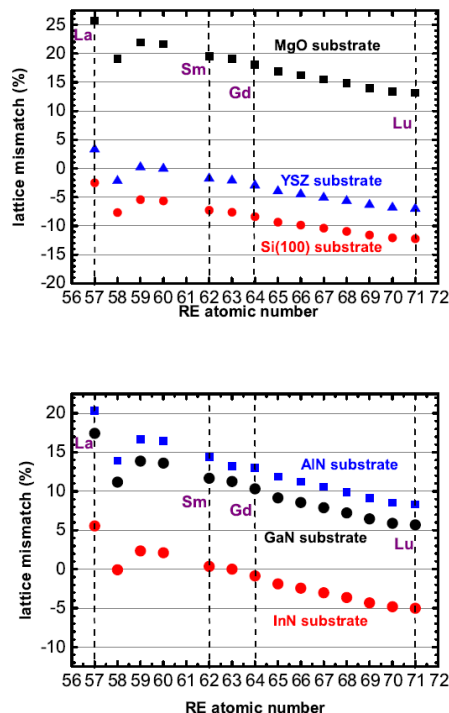 25
20
15
10
5
0
-5
-10
-15
-20
lattice mismatch (%)
La
Sm
Gd
Lu
MgO substrate
YSZ substrate
Si(100) substrate
56 57 58 59 60 61 62 63 64 65 66 67 68 69 70 71 72
RE atomic number
20
15
10
5
0
-5
-10
lattice mismatch (%)
La
Sm
Gd
Lu
AlN substrate
GaN substrate
InN substrate
56 57 58 59 60 61 62 63 64 65 66 67 68 69 70 71 72
RE atomic number